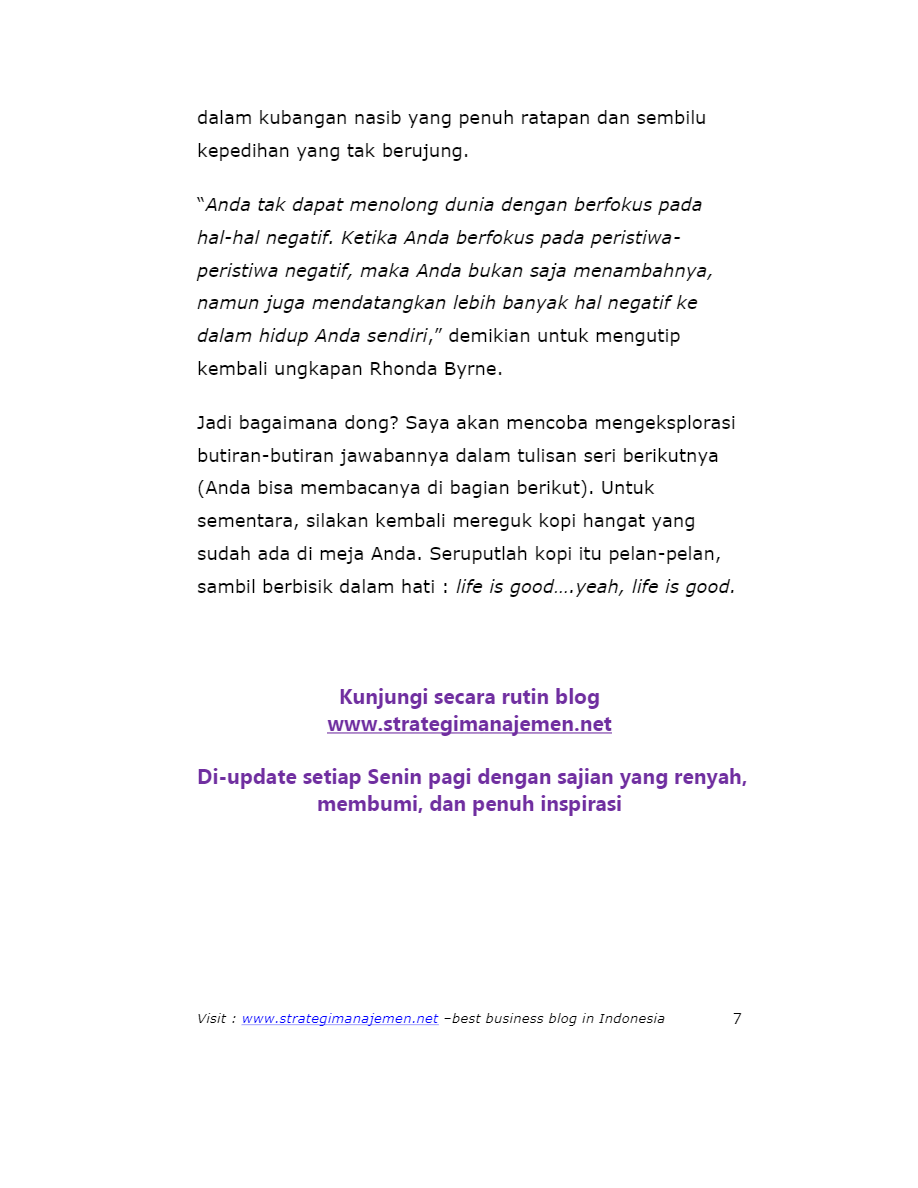 dalam kubangan nasib yang penuh ratapan dan sembilu
kepedihan yang tak berujung.
“Anda tak dapat menolong dunia dengan berfokus pada
hal-hal negatif. Ketika Anda berfokus pada peristiwa-
peristiwa negatif, maka Anda bukan saja menambahnya,
namun juga mendatangkan lebih banyak hal negatif ke
dalam hidup Anda sendiri,” demikian untuk mengutip
kembali ungkapan Rhonda Byrne.
Jadi bagaimana dong? Saya akan mencoba mengeksplorasi
butiran-butiran jawabannya dalam tulisan seri berikutnya
(Anda bisa membacanya di bagian berikut). Untuk
sementara, silakan kembali mereguk kopi hangat yang
sudah ada di meja Anda. Seruputlah kopi itu pelan-pelan,
sambil berbisik dalam hati : life is good….yeah, life is good.
Kunjungi secara rutin blog
www.strategimanajemen.net
Di-update setiap Senin pagi dengan sajian yang renyah,
membumi, dan penuh inspirasi
Visit : www.strategimanajemen.net –best business blog in Indonesia 7